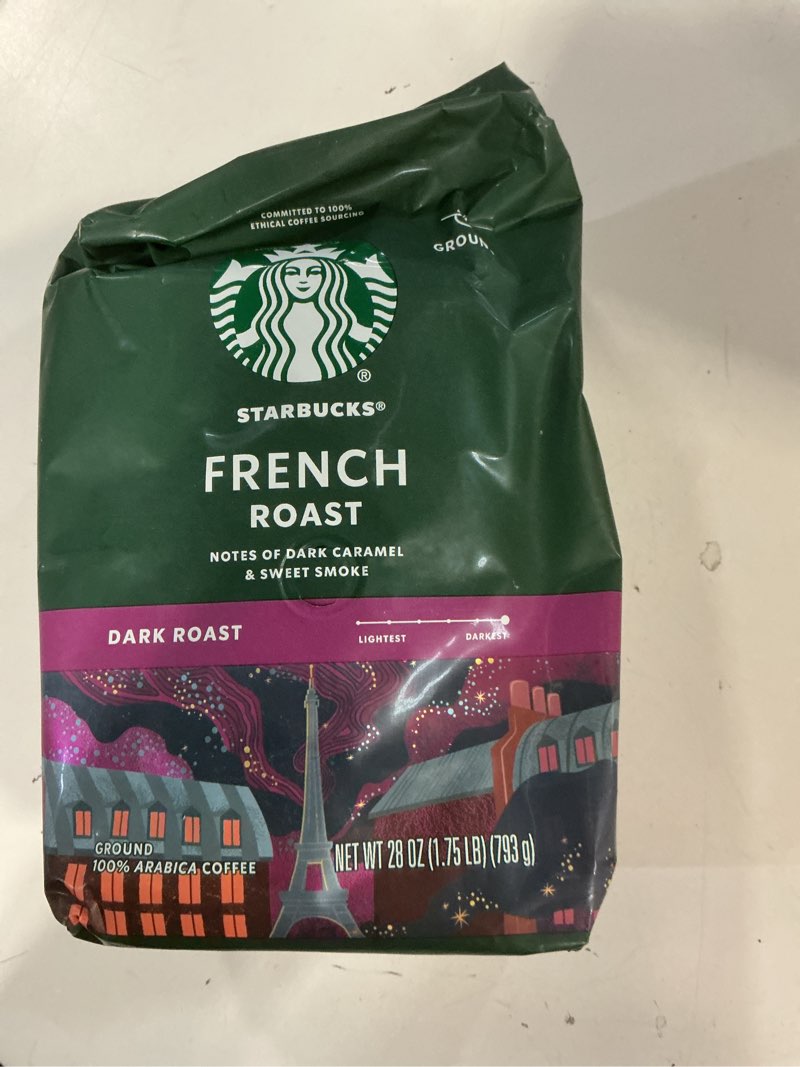 COMMITTED TO 100%
ETHICAL COFFEE SOURCING
STARBUCKS®
FRENCH
ROAST
NOTES OF DARK CARAMEL
& SWEET SMOKE
DARK ROAST
LIGHTEST
DARKEST
GROUND
100% ARABICA COFFEE
NET WT 28 OZ (1.75 LB) (793 g)